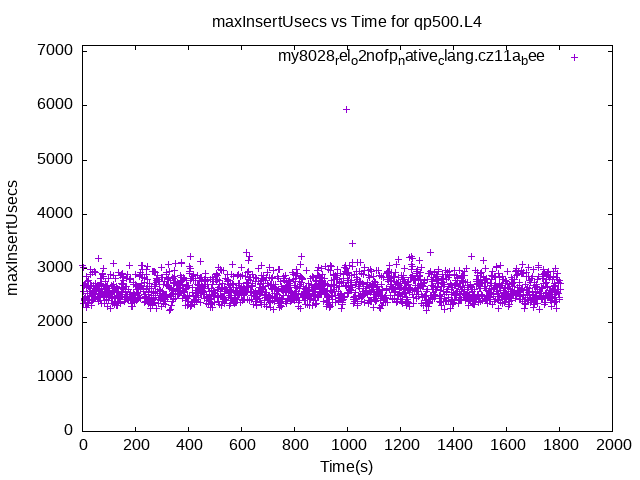 maxInsertUsecs vs Time for qp500.L4
my8028relo2nofpnativeclang.cz11abee
7000
6000
5000
4000
3000
2000
1000
0
maxInsertUsecs
0 200 400 600 800 1000 1200 1400 1600 1800 2000
Time(s)